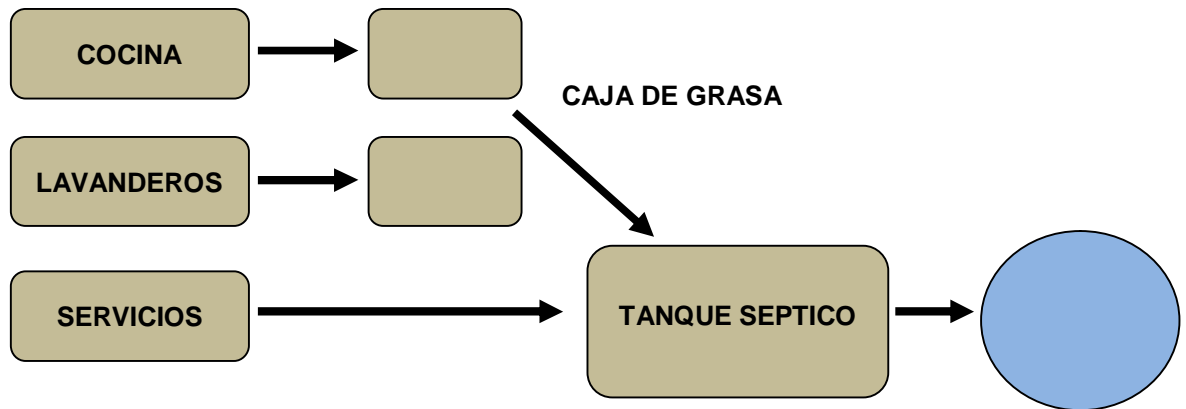 COCINA
CAJA DE GRASA
LAVANDEROS
SERVICIOS
TANQUE SEPTICO